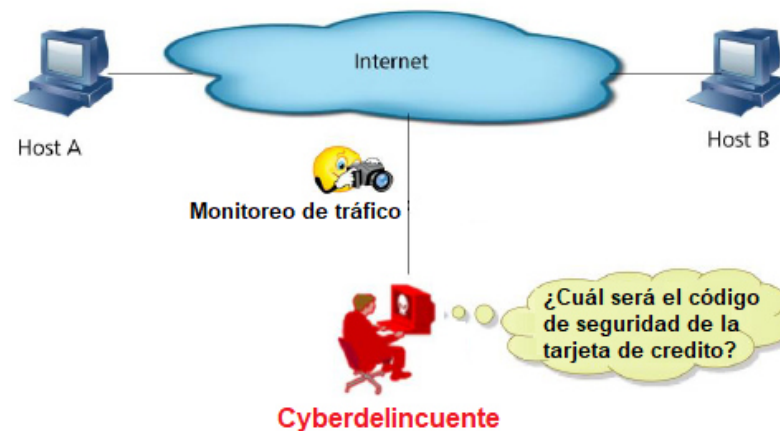 Internet
Host A
Host B
Monitoreo de tráfico
¿Cuál será el código
de seguridad de la
tarjeta de credito?
Cyberdelincuente